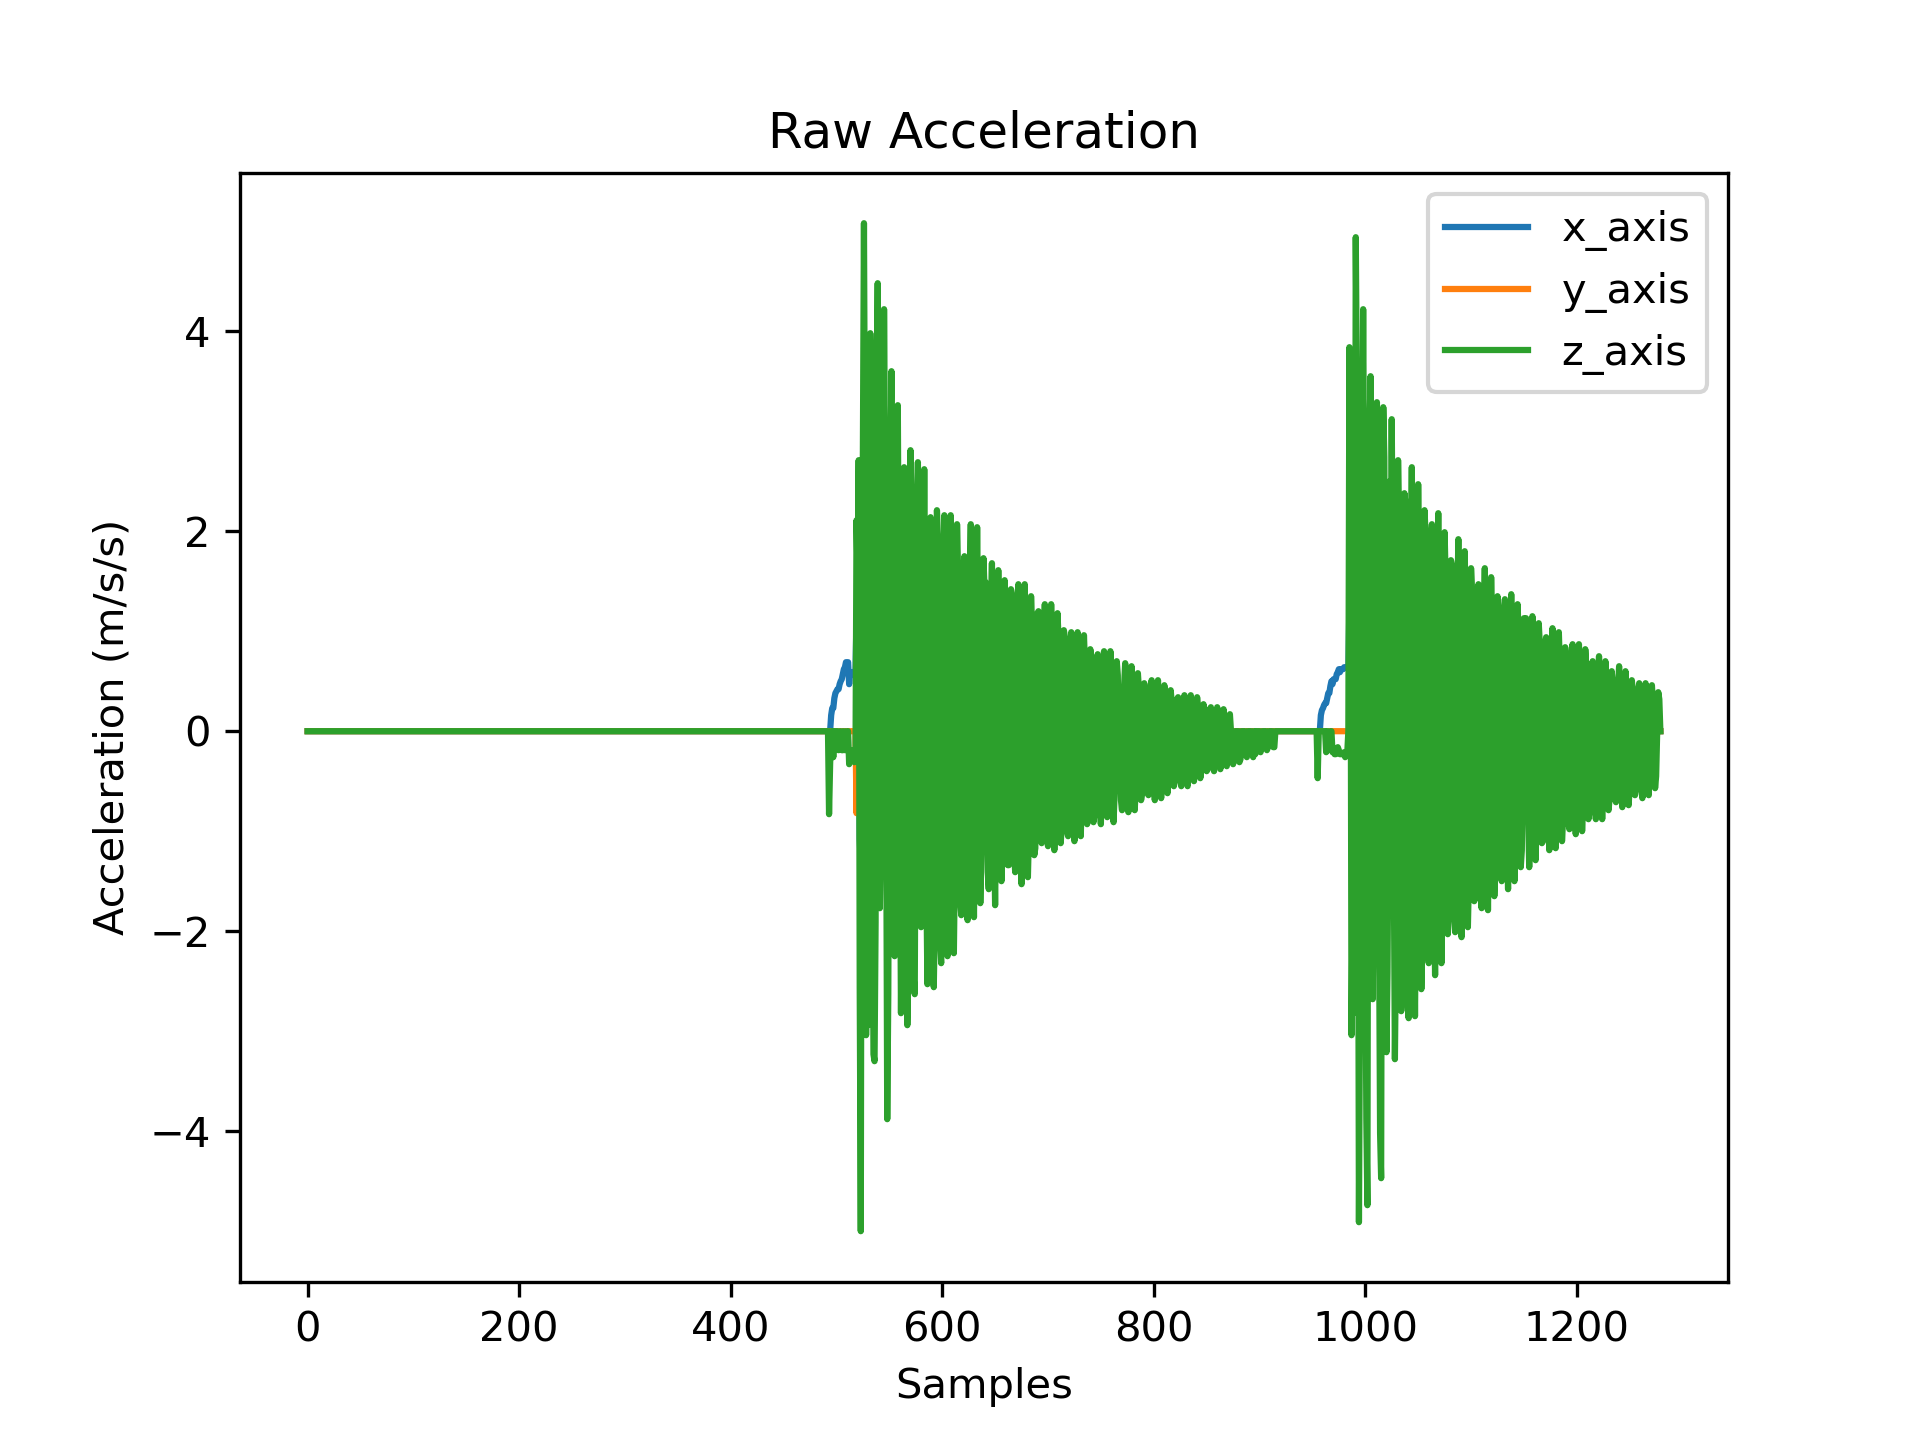 Raw Acceleration
x_axis
y_axis
z_axis
Acceleration (m/s/s)
4
2
0
−2
−4
0 200 400 600 800 1000 1200
Samples